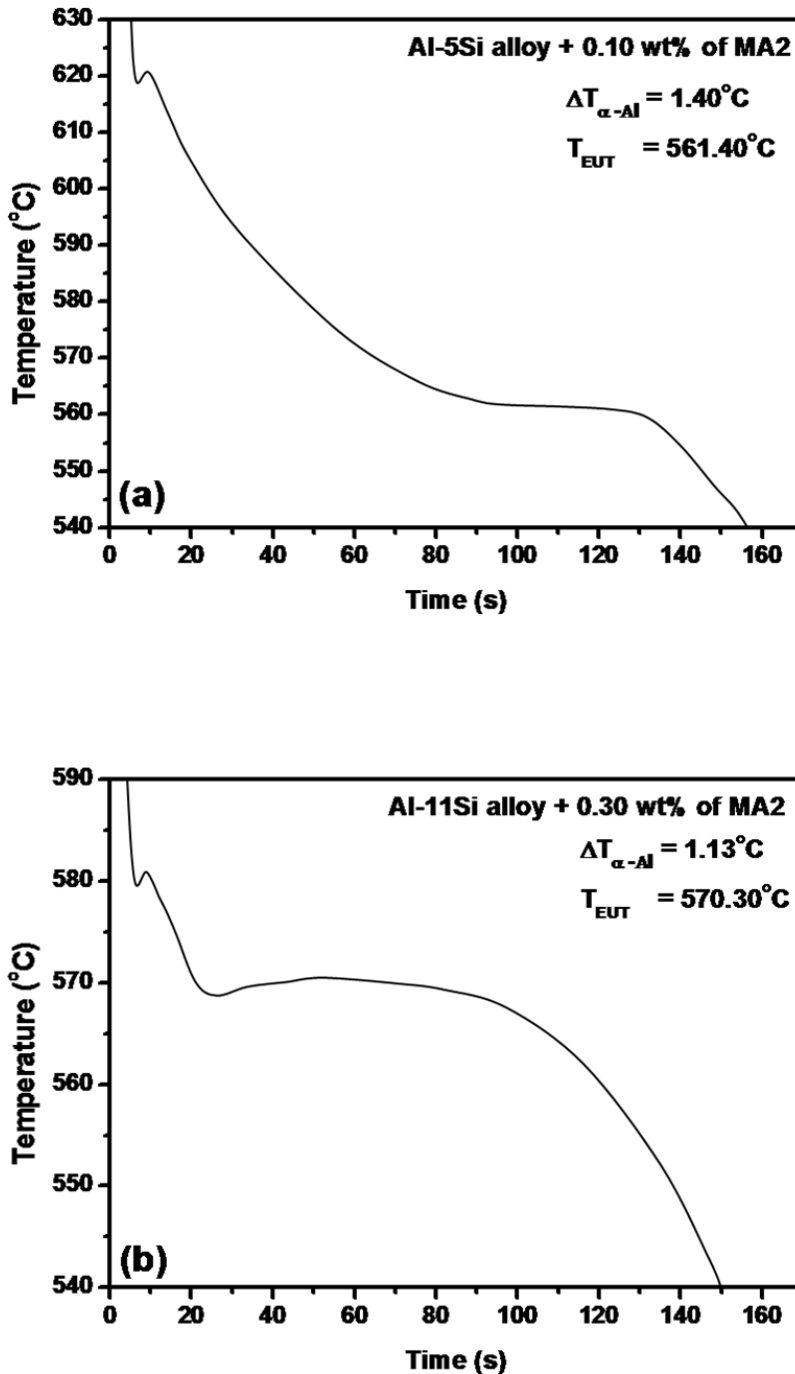 Al-5Si alloy + 0.10 wt% of MA2
ΔTα-Al = 1.40°C
TEUT = 561.40°C
Temperature (°C)
630
620
610
600
590
580
570
560
550
540
(a)
0 20 40 60 80 100 120 140 160
Time (s)
Al-11Si alloy + 0.30 wt% of MA2
ΔTα-Al = 1.13°C
TEUT = 570.30°C
Temperature (°C)
590
580
570
560
550
540
(b)
0 20 40 60 80 100 120 140 160
Time (s)